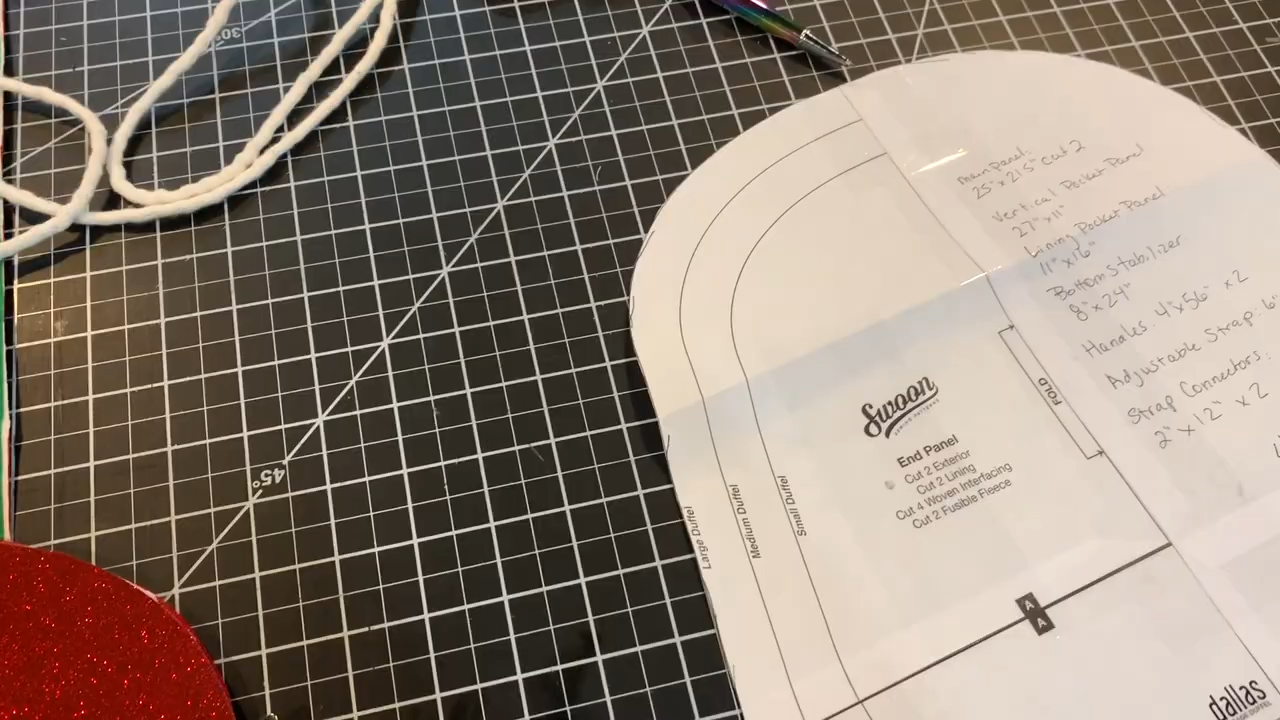 30°
45°
main panel:
25" x 21.5" cut 2
Vertical Pocket Panel
27" x 11"
Lining Pocket Panel
11" x 16"
Bottom Stabilizer
8" x 24"
Handles: 4" x 56" x 2
Adjustable Strap: 6
Strap Connectors:
2" x 12" x 2
FOLD
Swoon
SEWING PATTERNS
End Panel
Cut 2 Exterior
Cut 2 Lining
Cut 4 Woven Interfacing
Cut 2 Fusible Fleece
Large Duffel
Medium Duffel
Small Duffel
A
A
dallas